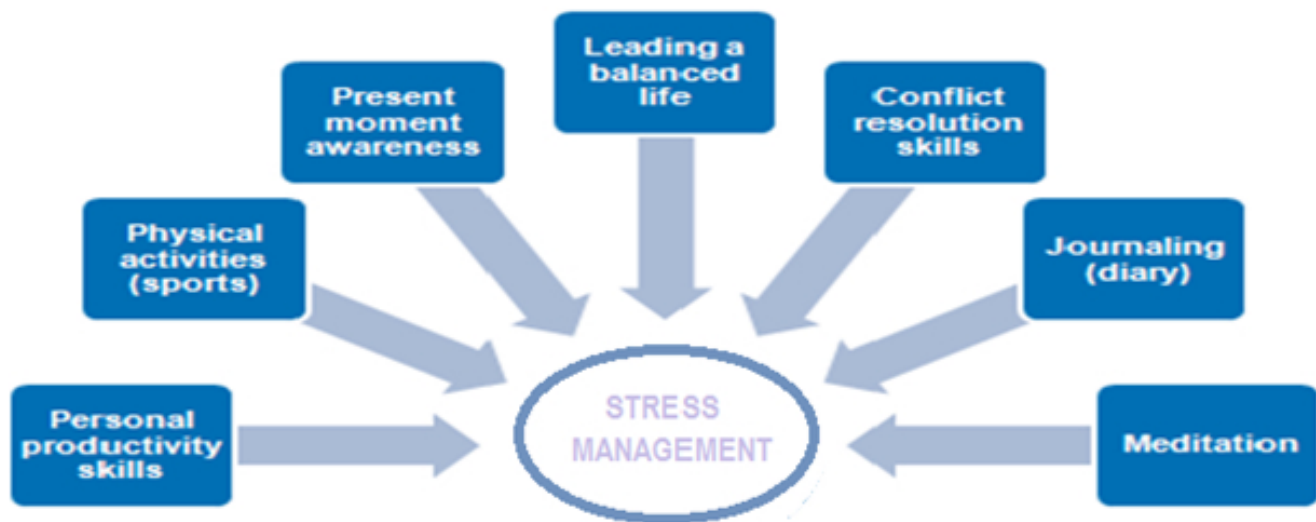 Leading a
balanced
life
Present
moment
awareness
Conflict
resolution
skills
Physical
activities
(sports)
Journaling
(diary)
Personal
productivity
skills
STRESS
MANAGEMENT
Meditation